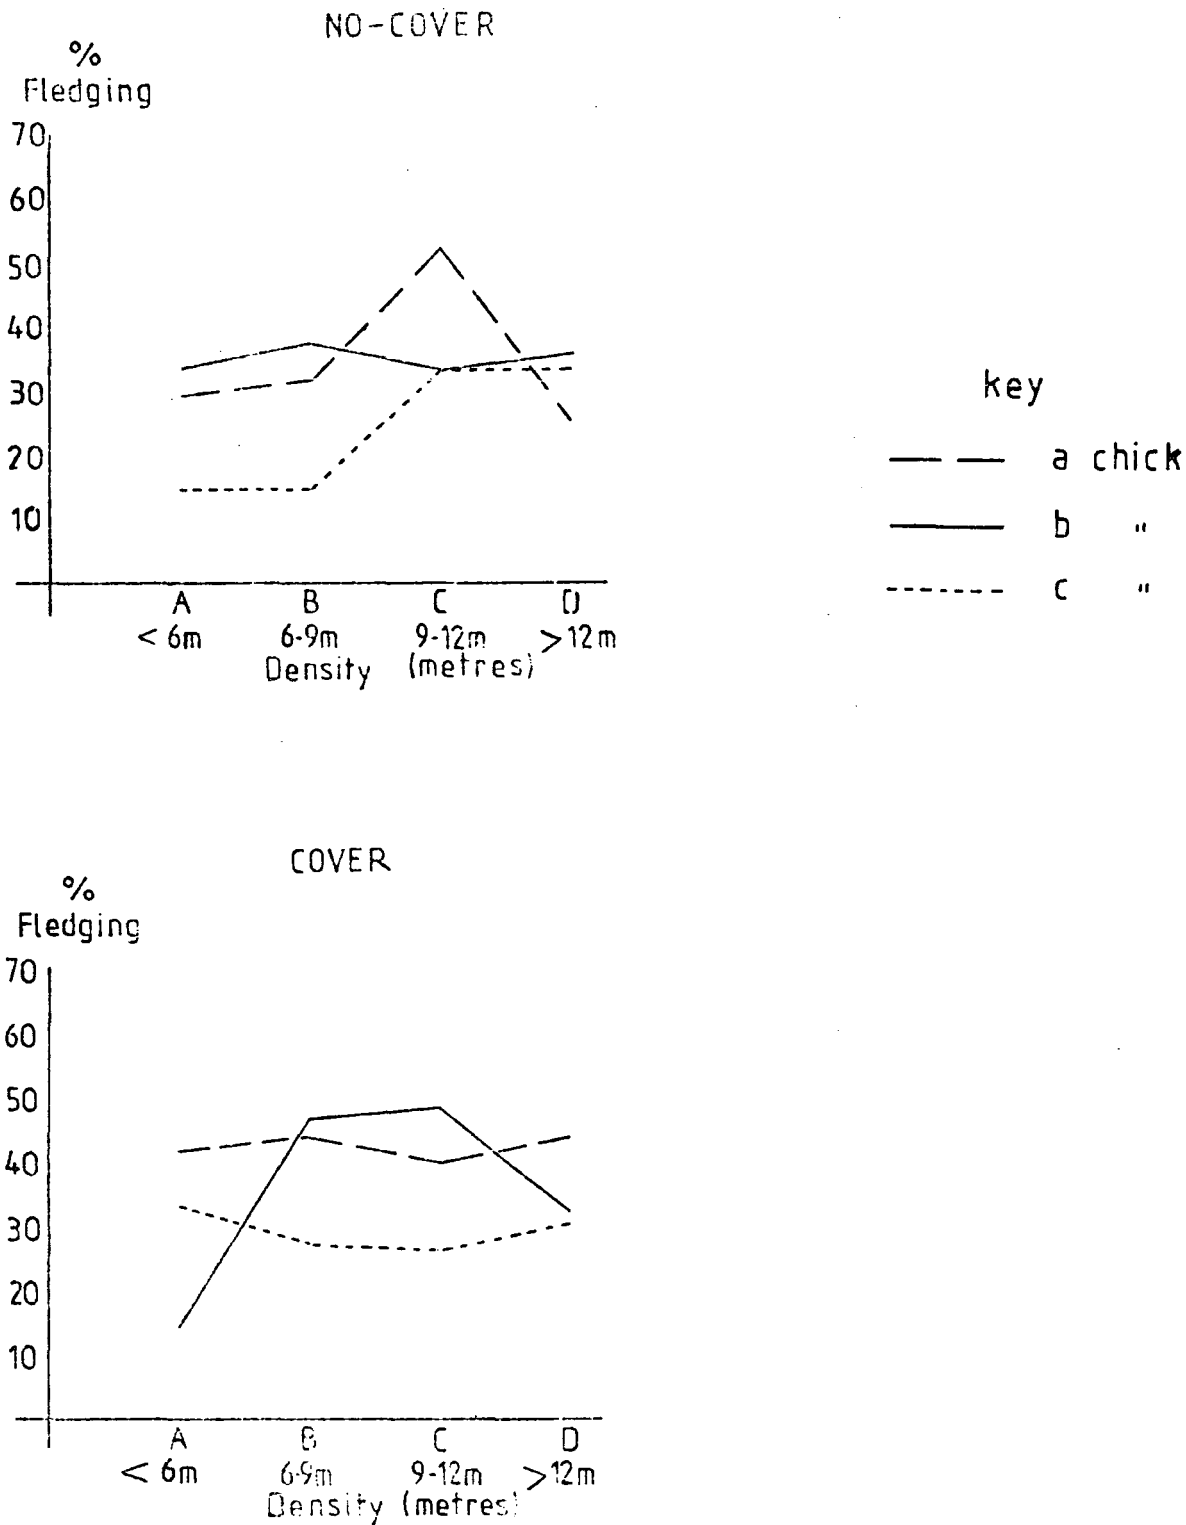 NO-COVER
%
Fledging
70
60
50
40
30
20
10
A B C D
< 6m 6-9m 9-12m >12m
Density (metres)
key
a chick
b "
c "
COVER
%
Fledging
70
60
50
40
30
20
10
A B C D
< 6m 6-9m 9-12m >12m
Density (metres)